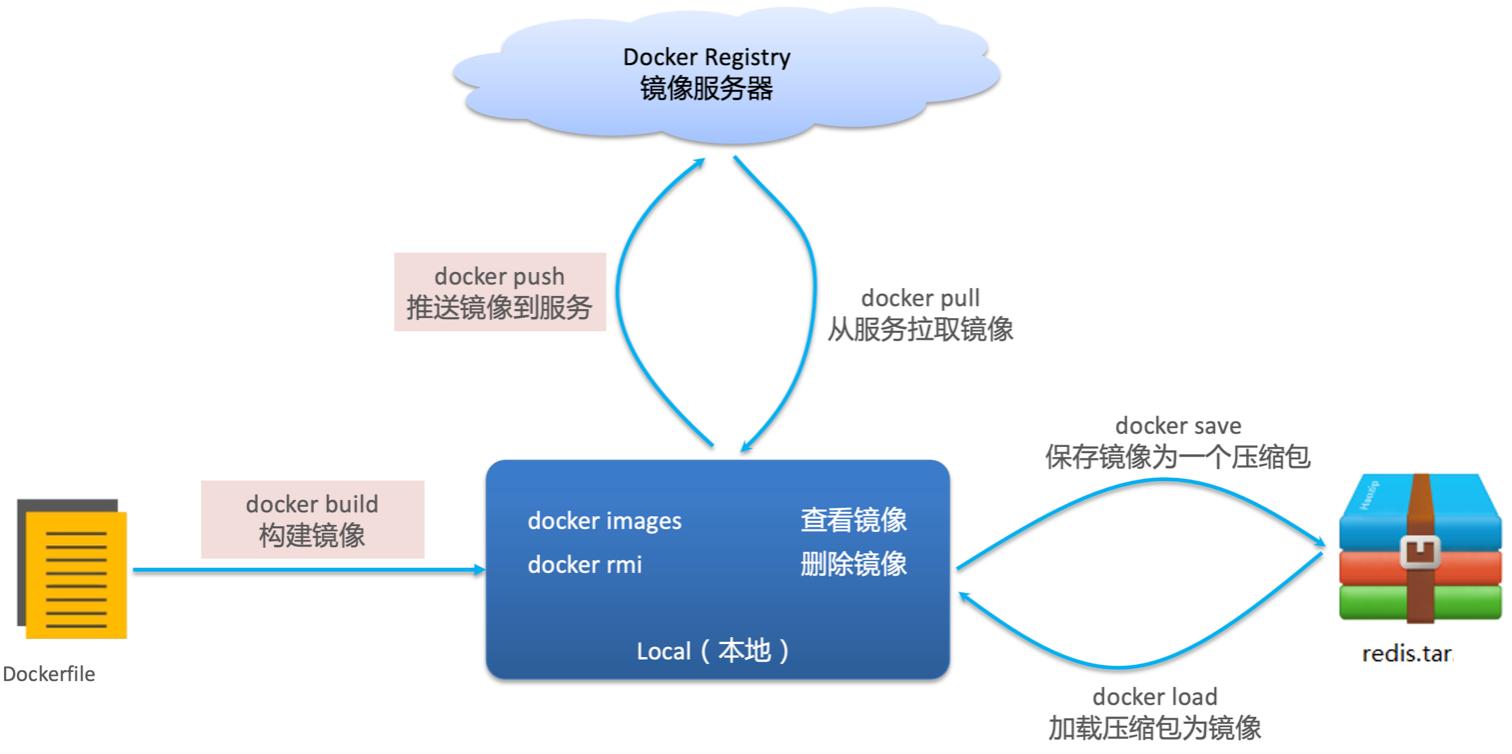 Docker Registry
镜像服务器
docker push
推送镜像到服务
docker pull
从服务拉取镜像
docker save
保存镜像为一个压缩包
docker build
构建镜像
docker images 查看镜像
docker rmi 删除镜像
Local（本地）
Haozip
redis.tar
Dockerfile
docker load
加载压缩包为镜像